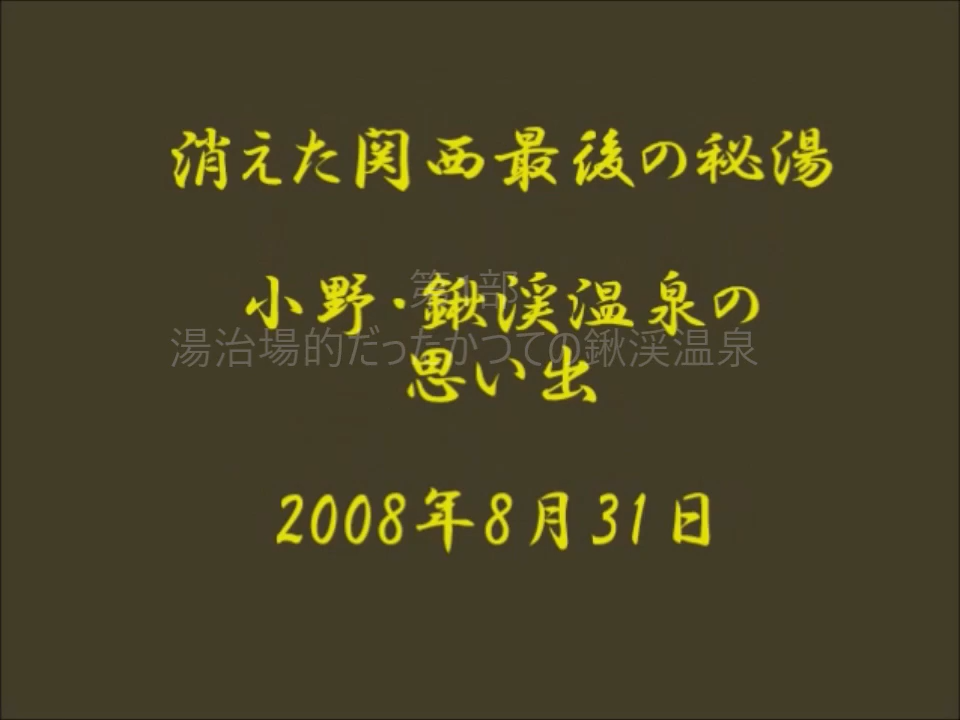 消えた関西最後の秘湯
第1部
小野・鍬渓温泉の
湯治場的だったかつての鍬渓温泉
思い出
2008年8月31日